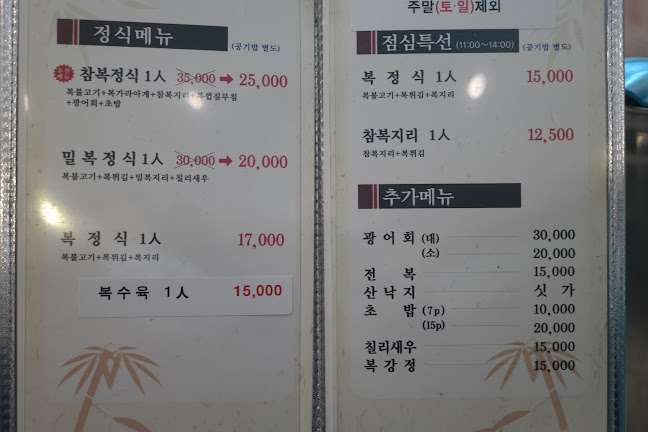 정식메뉴 (공기밥 별도)
참복정식 1人 35,000 → 25,000
복불고기+복가라아게+참복지리+복껍질무침
+광어회+초밥
밀복정식 1人 30,000 → 20,000
복불고기+복튀김+밀복지리+칠리새우
복정식 1人 17,000
복불고기+복튀김+복지리
복수육 1人 15,000
주말(토·일)제외
점심특선 (11:00~14:00) (공기밥 별도)
복정식 1人 15,000
복불고기+복튀김+복지리
참복지리 1人 12,500
참복지리+복튀김
추가메뉴
광어회 (대) 30,000
(소) 20,000
전복 15,000
산낙지 싯가
초밥 (7p) 10,000
(15p) 20,000
칠리새우 15,000
복강정 15,000